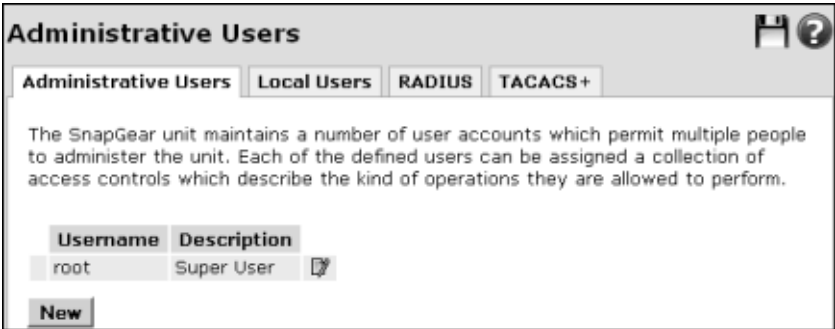 Administrative Users
Administrative Users Local Users RADIUS TACACS+
The SnapGear unit maintains a number of user accounts which permit multiple people
to administer the unit. Each of the defined users can be assigned a collection of
access controls which describe the kind of operations they are allowed to perform.
Username Description
root Super User
New